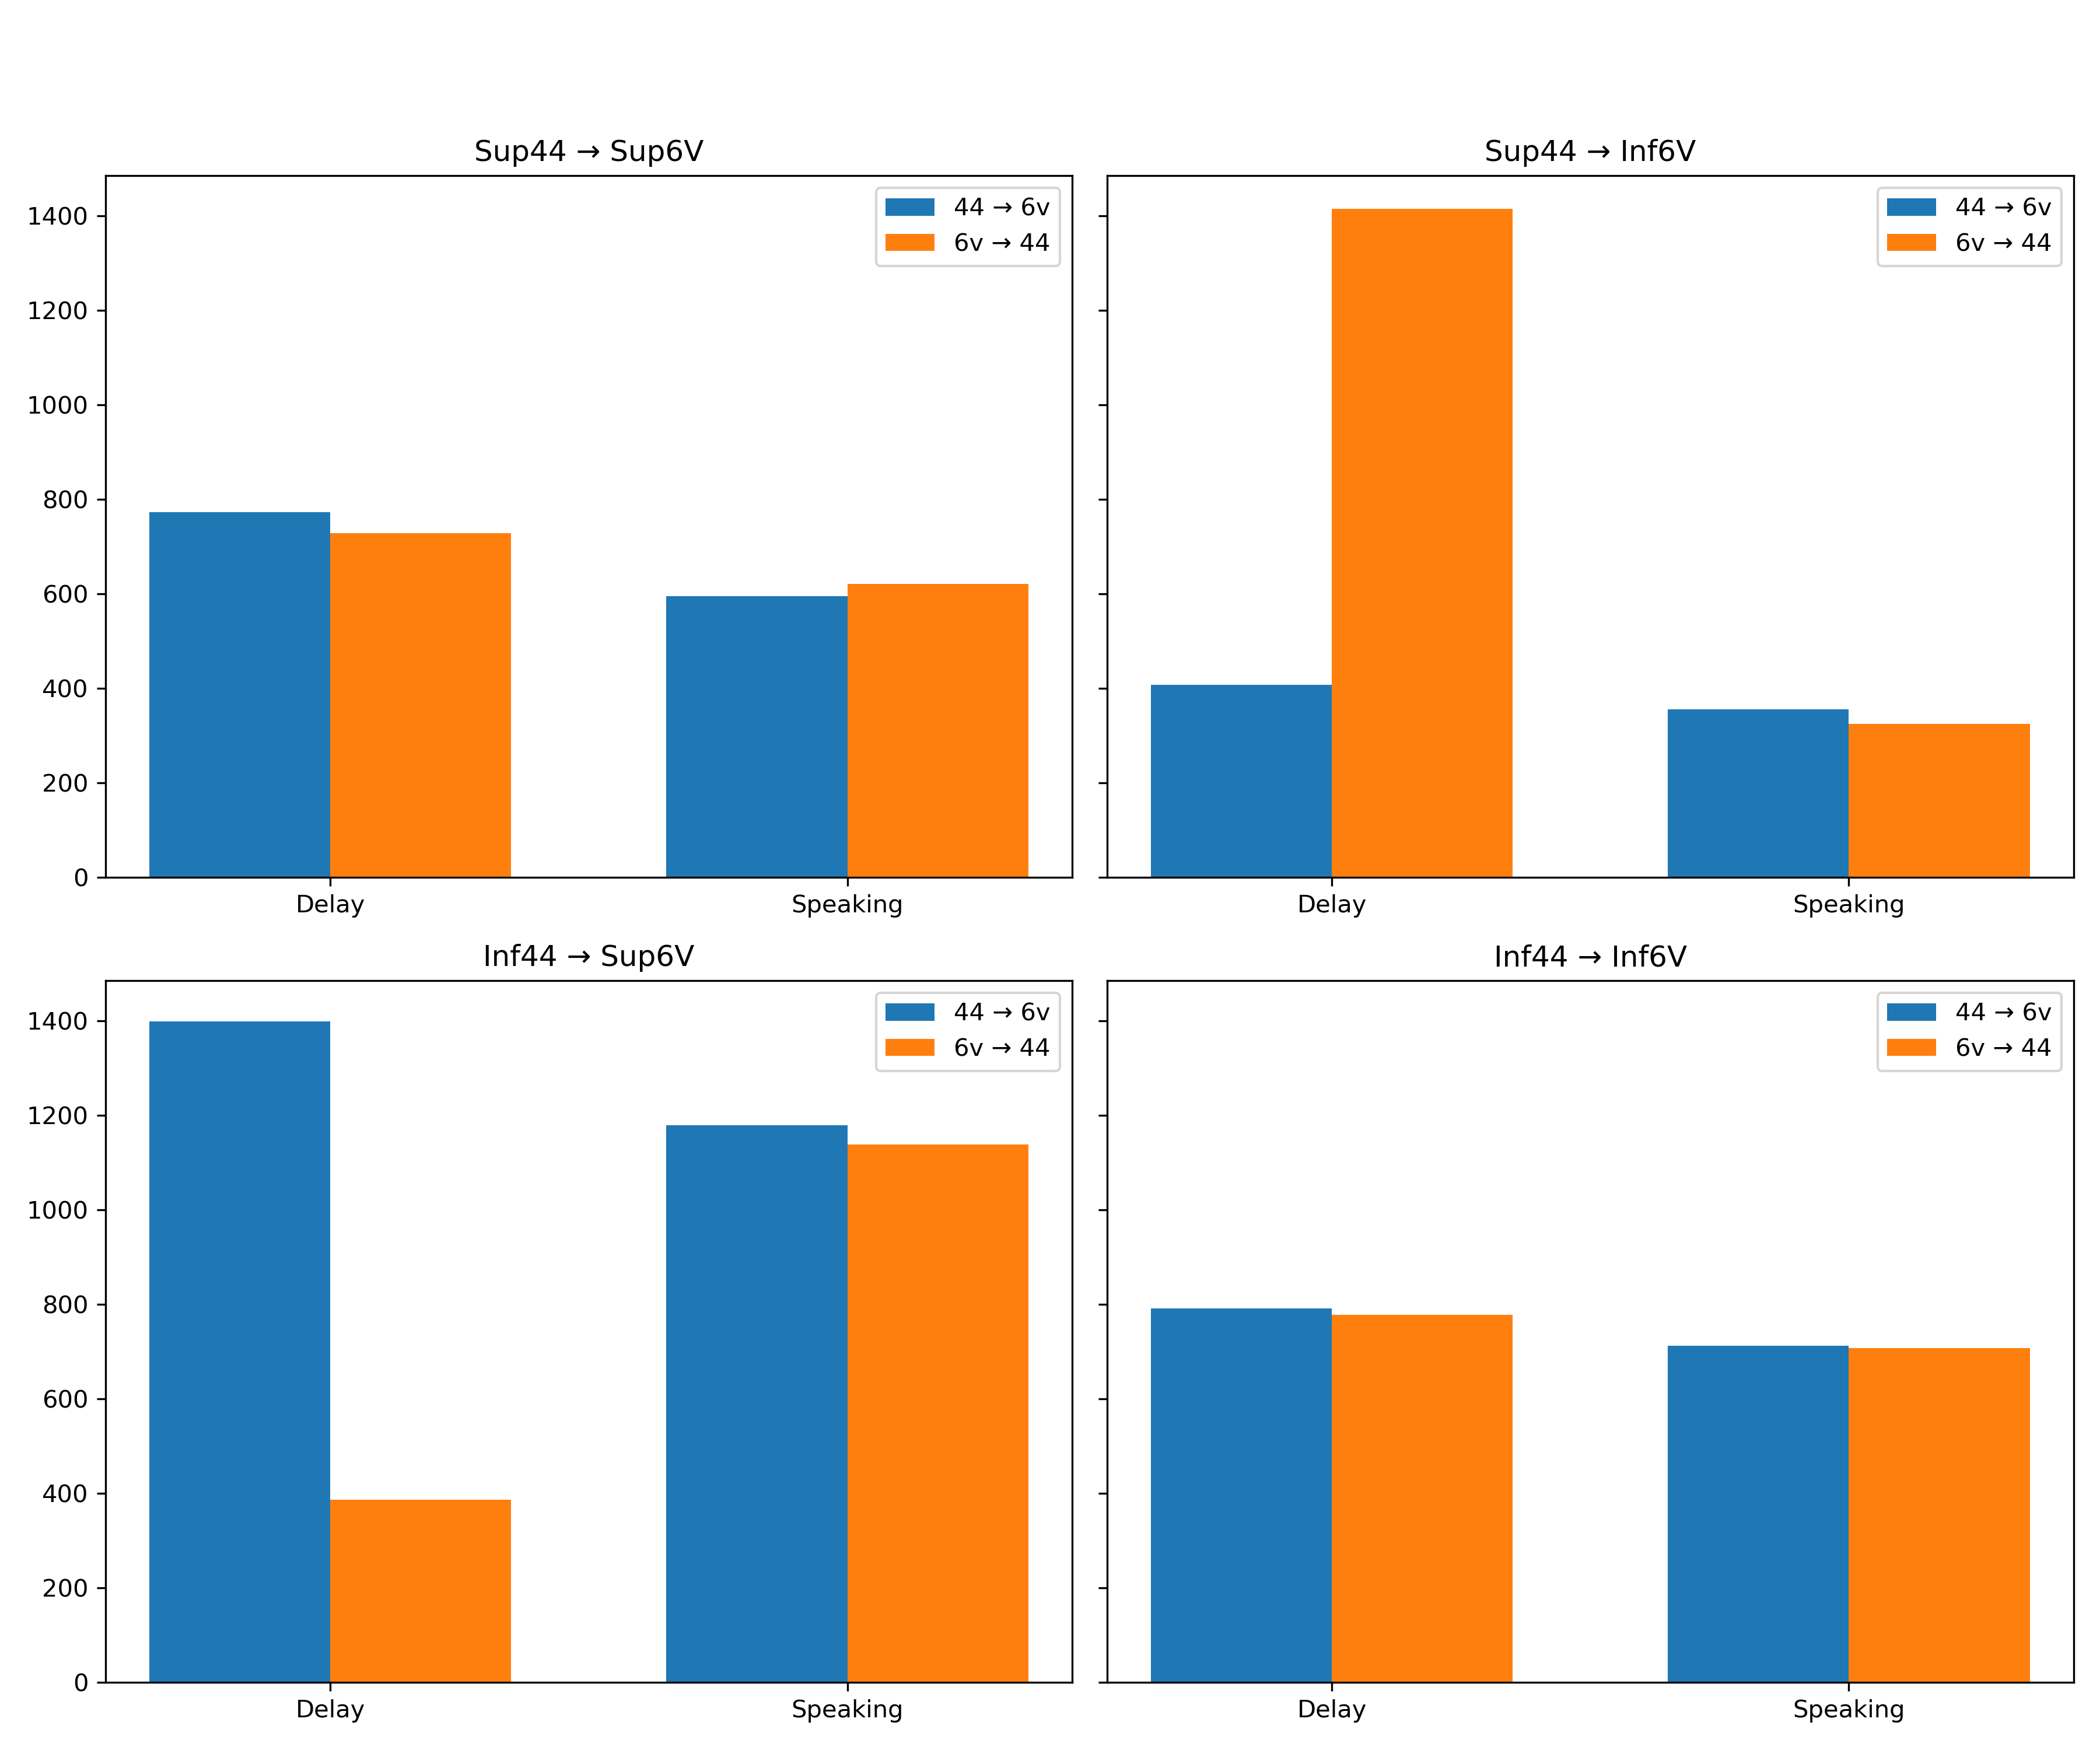 Sup44 → Sup6V
44 → 6v
6v → 44
1400
1200
1000
800
600
400
200
0
Delay
Speaking
Sup44 → Inf6V
44 → 6v
6v → 44
Delay
Speaking
Inf44 → Sup6V
44 → 6v
6v → 44
1400
1200
1000
800
600
400
200
0
Delay
Speaking
Inf44 → Inf6V
44 → 6v
6v → 44
Delay
Speaking